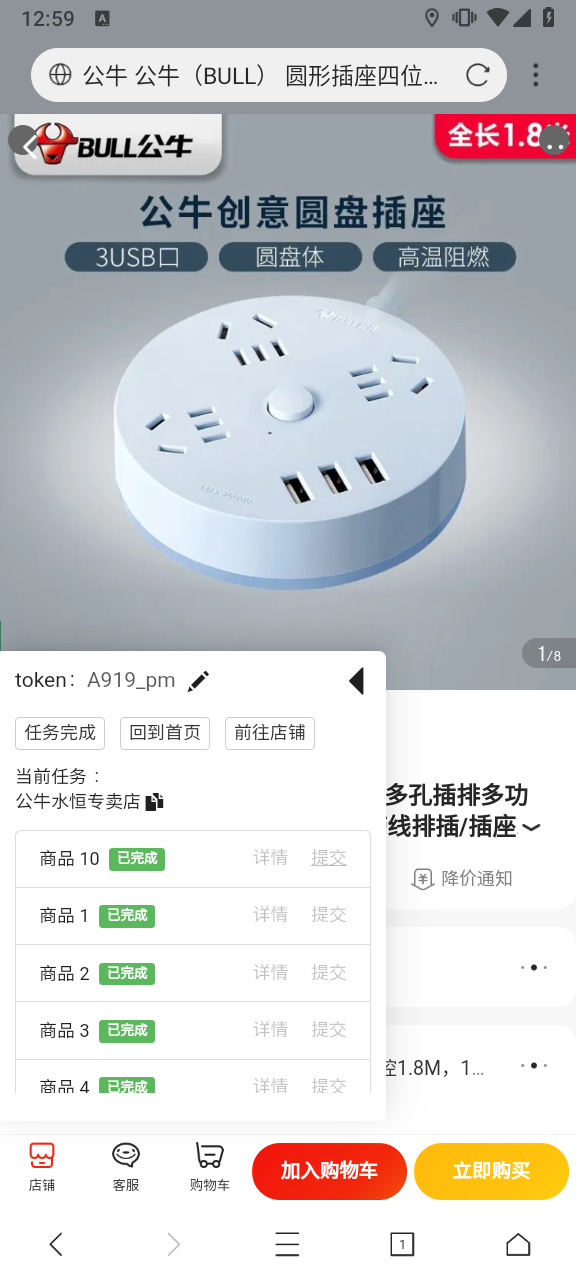 12:59
A
公牛 公牛（BULL） 圆形插座四位...
BULL公牛
全长1.8米
公牛创意圆盘插座
3USB口 圆盘体 高温阻燃
1/8
token： A919_pm
任务完成 回到首页 前往店铺
当前任务：
公牛水恒专卖店
多孔插排多功
线排插/插座
降价通知
商品 10 已完成 详情 提交
商品 1 已完成 详情 提交
商品 2 已完成 详情 提交
商品 3 已完成 详情 提交
控1.8M，1...
商品 4 已完成 详情 提交
店铺 客服 购物车 加入购物车 立即购买
1